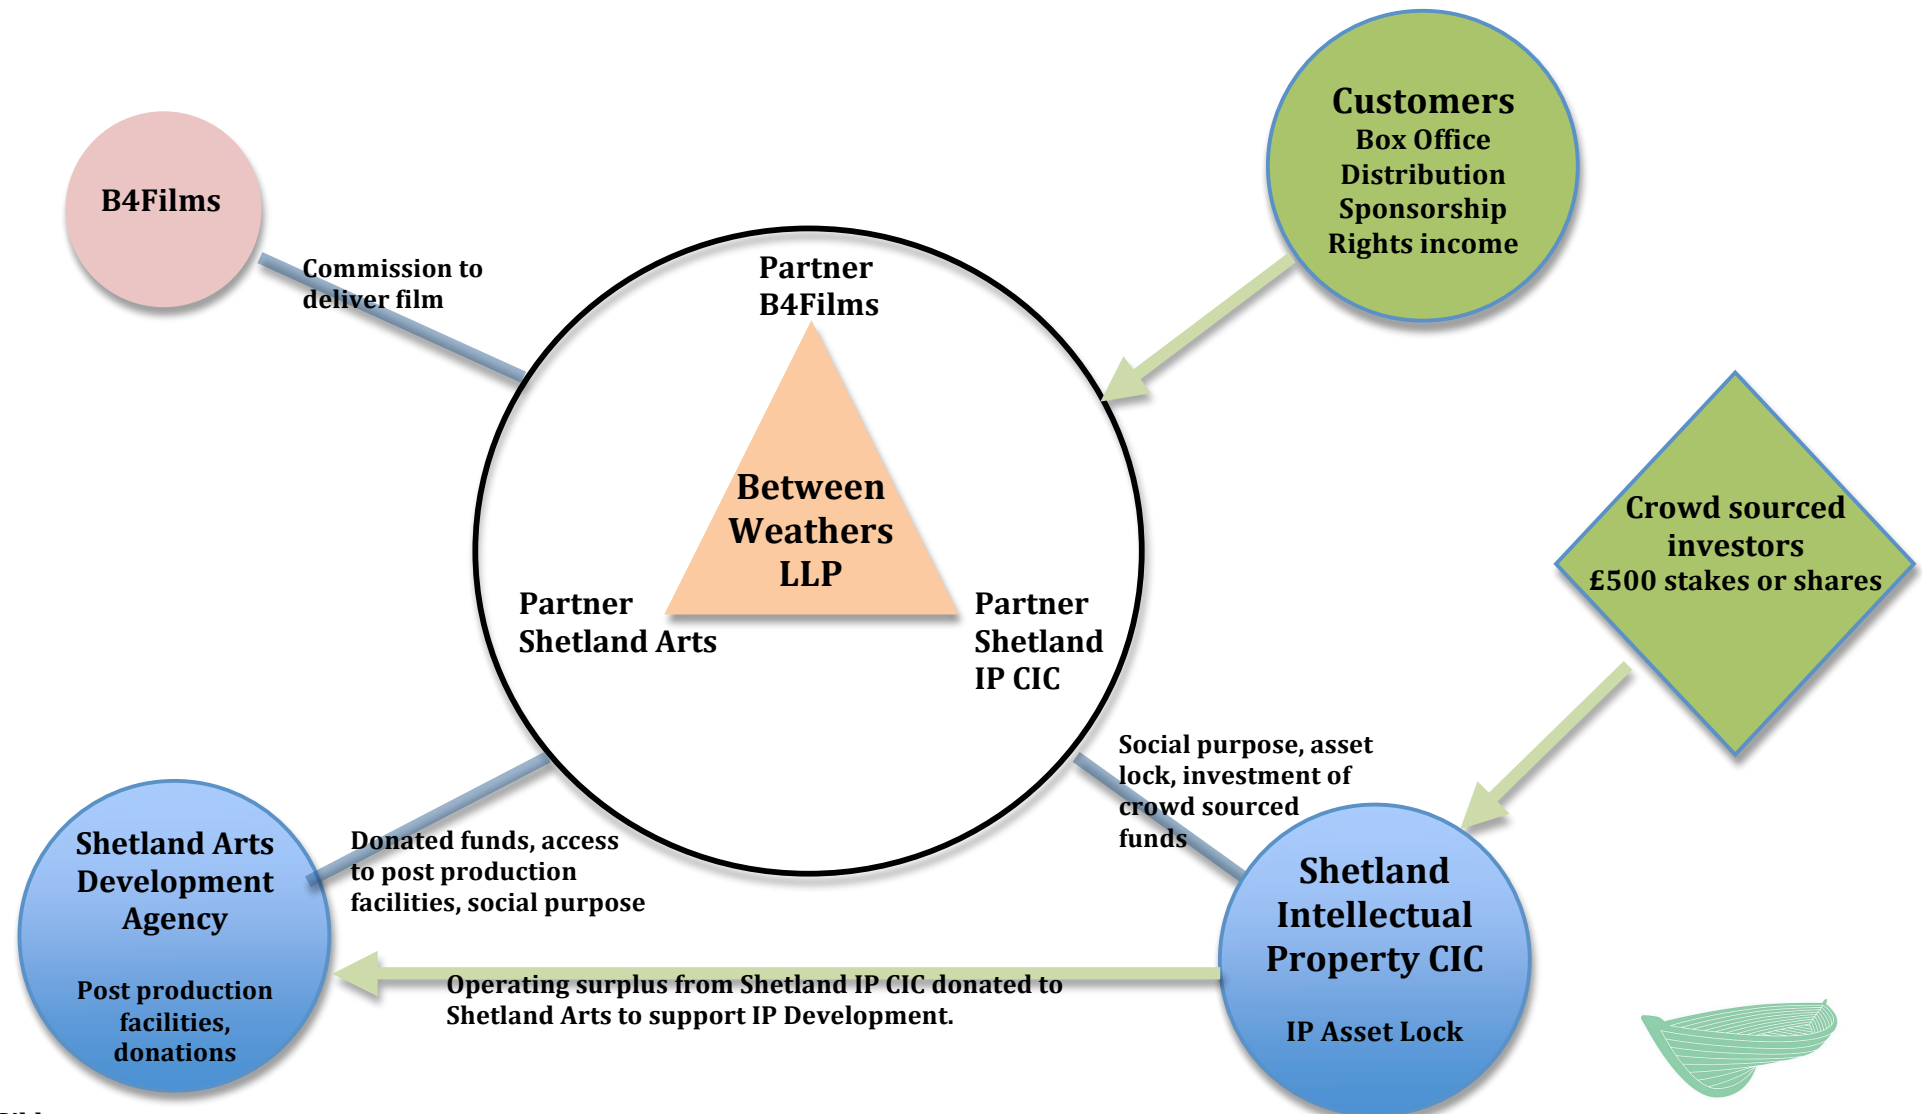 B4Films
Commission to
deliver film
Customers
Box Office
Distribution
Sponsorship
Rights income
Partner
B4Films
Between
Weathers
LLP
Partner
Shetland Arts
Partner
Shetland
IP CIC
Crowd sourced
investors
£500 stakes or shares
Social purpose, asset
lock, investment of
crowd sourced
funds
Shetland Arts
Development
Agency
Post production
facilities,
donations
Donated funds, access
to post production
facilities, social purpose
Operating surplus from Shetland IP CIC donated to
Shetland Arts to support IP Development.
Shetland
Intellectual
Property CIC
IP Asset Lock